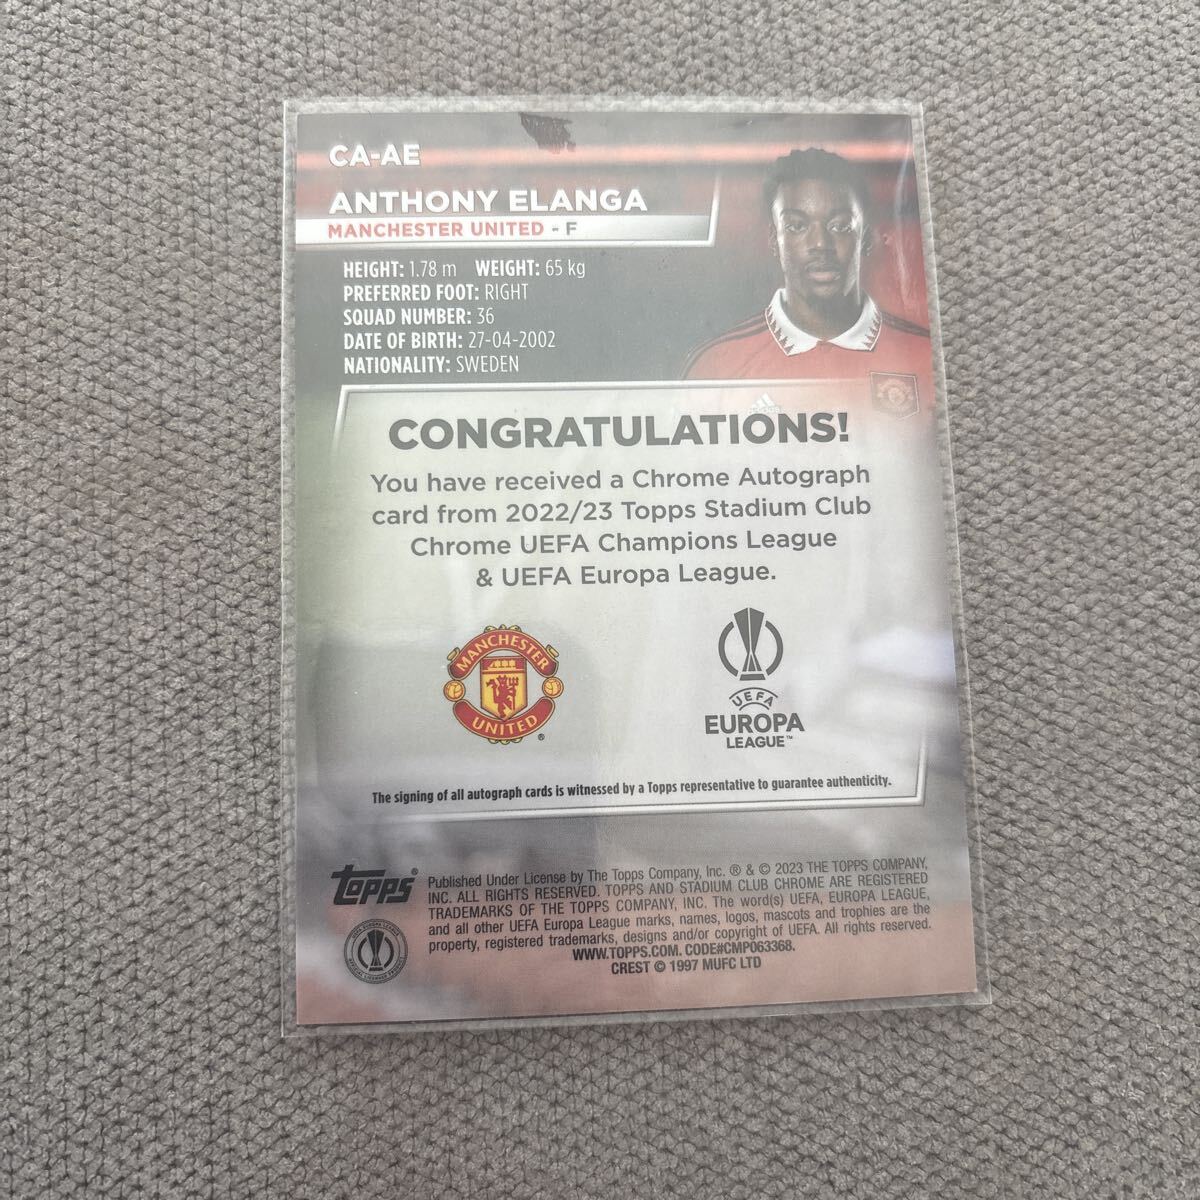 CA-AE
ANTHONY ELANGA
MANCHESTER UNITED - F
HEIGHT: 1.78 m WEIGHT: 65 kg
PREFERRED FOOT: RIGHT
SQUAD NUMBER: 36
DATE OF BIRTH: 27-04-2002
NATIONALITY: SWEDEN
adidas
CONGRATULATIONS!
You have received a Chrome Autograph
card from 2022/23 Topps Stadium Club
Chrome UEFA Champions League
& UEFA Europa League.
MANCHESTER
UNITED
®
UEFA
EUROPA
LEAGUE™
The signing of all autograph cards is witnessed by a Topps representative to guarantee authenticity.
topps®
Published Under License by The Topps Company, Inc. ® & © 2023 THE TOPPS COMPANY,
INC. ALL RIGHTS RESERVED. TOPPS AND STADIUM CLUB CHROME ARE REGISTERED
TRADEMARKS OF THE TOPPS COMPANY, INC. The word(s) UEFA, EUROPA LEAGUE,
and all other UEFA Europa League marks, names, logos, mascots and trophies are the
property, registered trademarks, designs and/or copyright of UEFA. All rights reserved.
WWW.TOPPS.COM. CODE#CMP063368.
CREST © 1997 MUFC LTD
UEFA EUROPA LEAGUE
OFFICIAL LICENSED PRODUCT